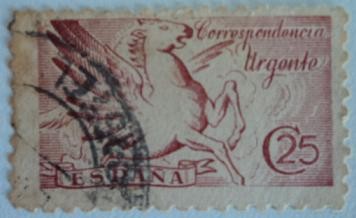 Correspondencia
Urgente
C25
ESPAÑA